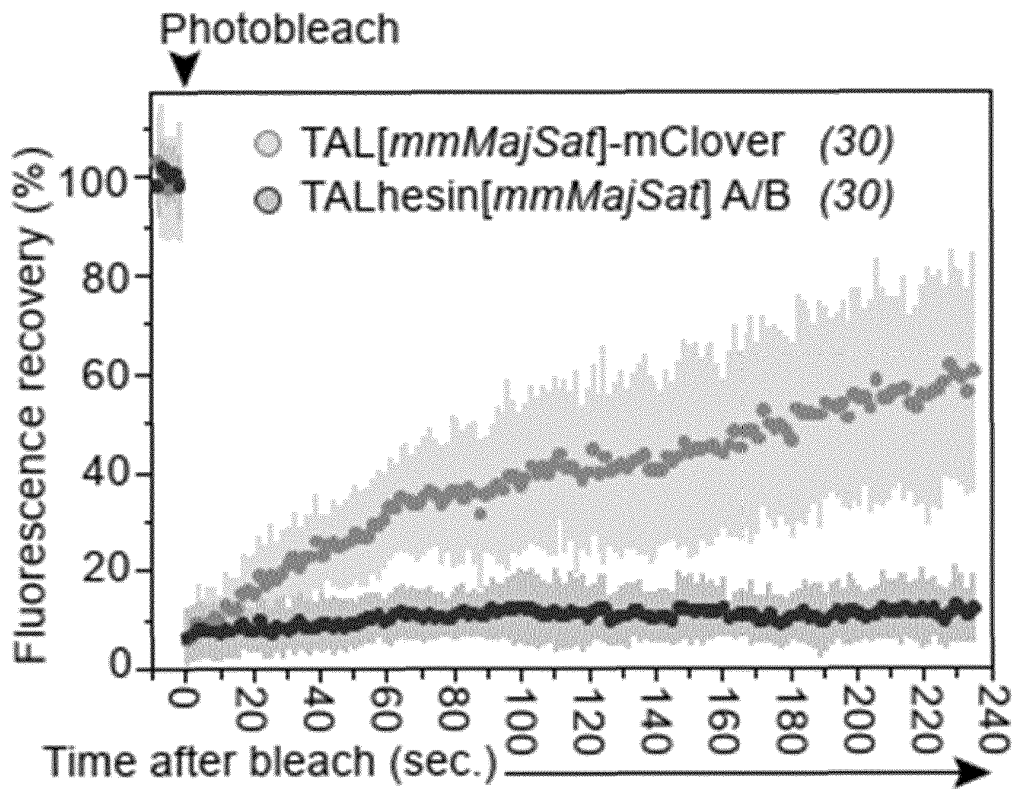 Photobleach
Fluorescence recovery (%)
100
80
60
40
20
0
TAL[mmMajSat]-mClover (30)
TALhesin[mmMajSat] A/B (30)
0 20 40 60 80 100 120 140 160 180 200 220 240
Time after bleach (sec.)